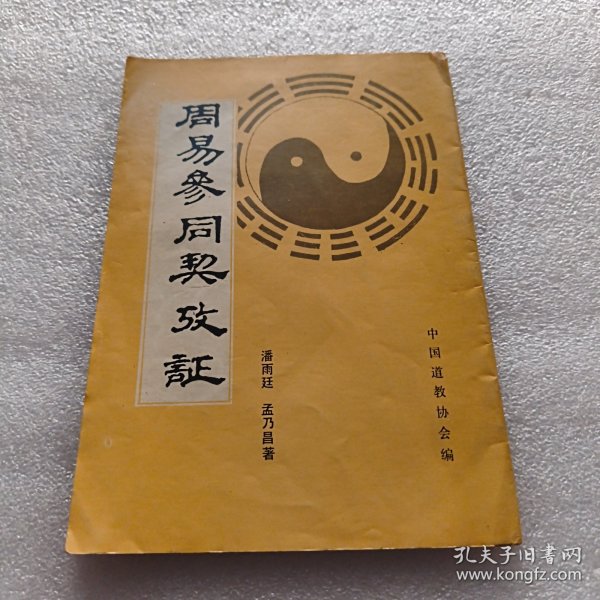 周易參同契攷証
潘雨廷 孟乃昌著
中国道教协会编
孔夫子旧书网
www.kongfz.com